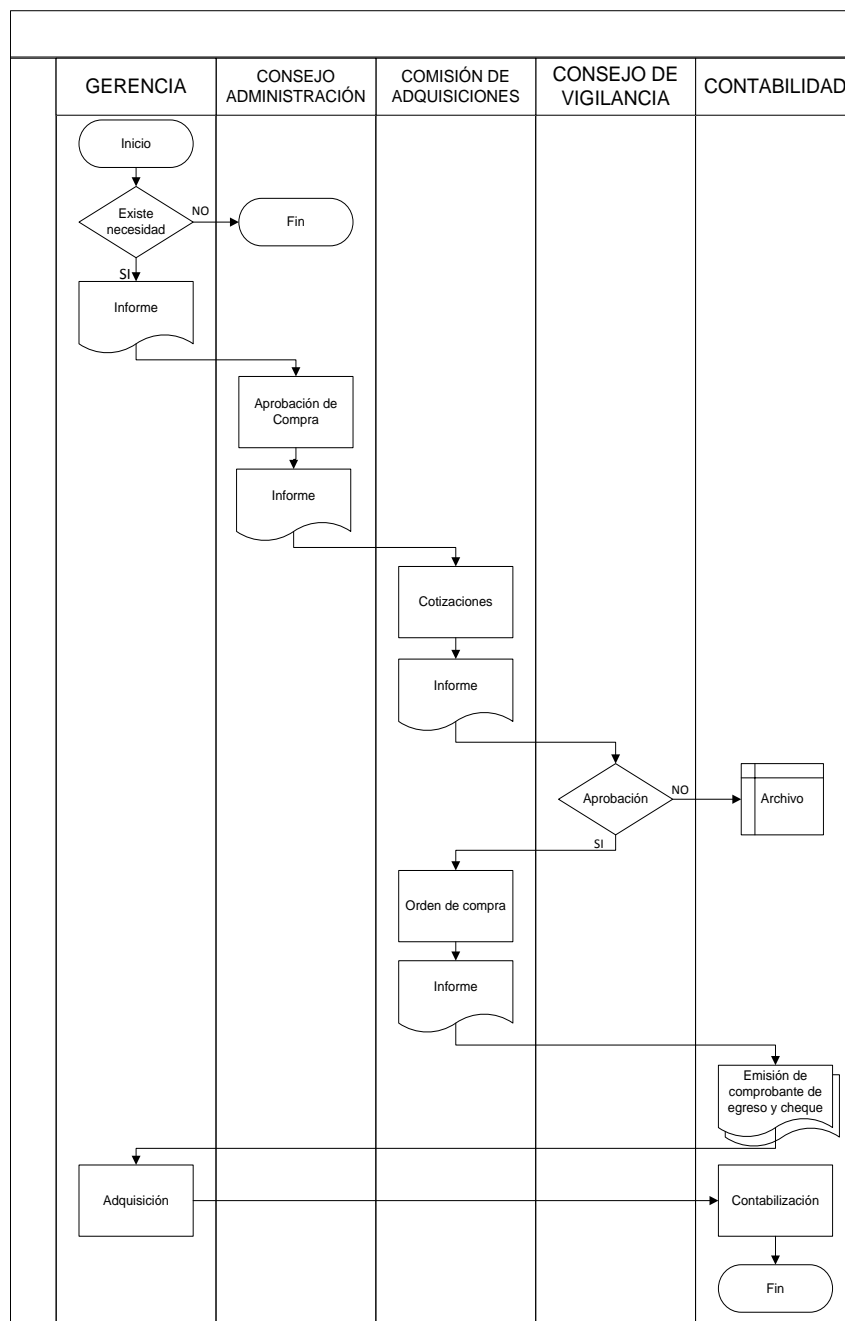 GERENCIA
CONSEJO
ADMINISTRACIÓN
COMISIÓN DE
ADQUISICIONES
CONSEJO DE
VIGILANCIA
CONTABILIDAD
Inicio
Existe
necesidad
NO
Fin
SI
Informe
Aprobación de
Compra
Informe
Cotizaciones
Informe
Aprobación
NO
Archivo
SI
Orden de compra
Informe
Emisión de
comprobante de
egreso y cheque
Adquisición
Contabilización
Fin